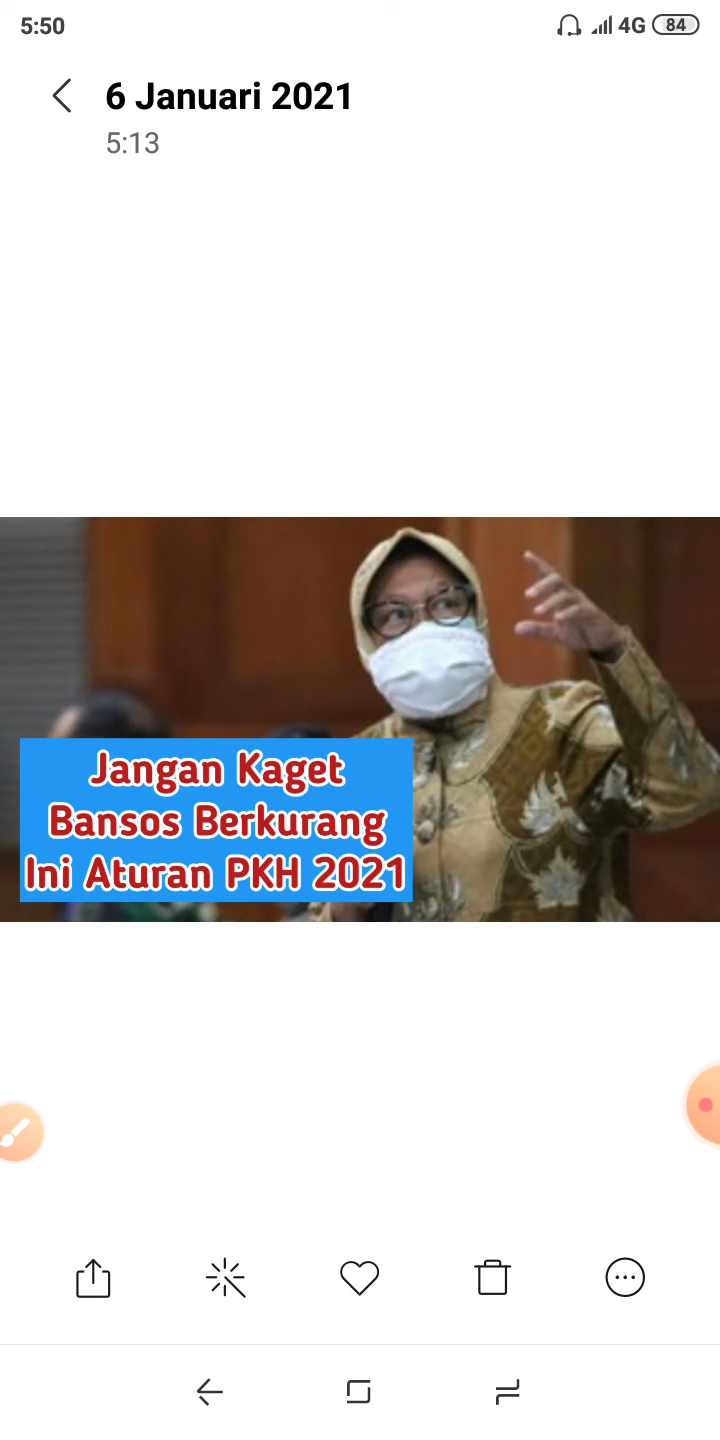 5:50
4G 84
6 Januari 2021
5:13
Jangan Kaget
Bansos Berkurang
Ini Aturan PKH 2021